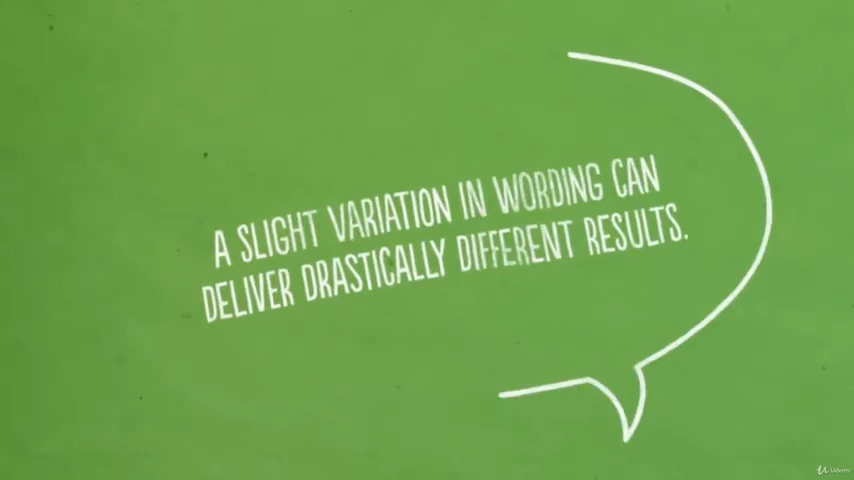 A SLIGHT VARIATION IN WORDING CAN
DELIVER DRASTICALLY DIFFERENT RESULTS.
Udemy